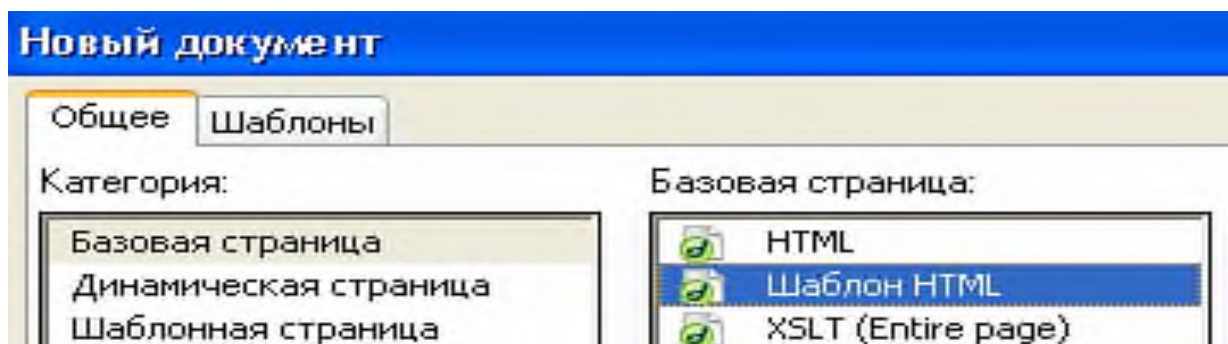 Новый документ
Общее Шаблоны
Категория:
Базовая страница
Динамическая страница
Шаблонная страница
Базовая страница:
HTML
Шаблон HTML
XSLT (Entire page)